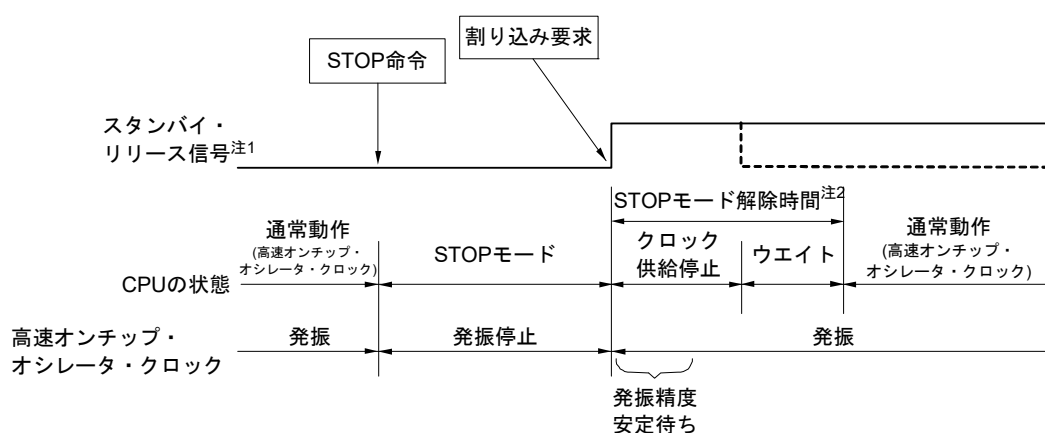 割り込み要求
STOP命令
スタンバイ・
リリース信号注1
STOPモード解除時間注2
通常動作
(高速オンチップ・
オシレータ・クロック)
STOPモード
クロック
供給停止
ウエイト
通常動作
(高速オンチップ・
オシレータ・クロック)
CPUの状態
高速オンチップ・
オシレータ・クロック
発振
発振停止
発振
発振精度
安定待ち